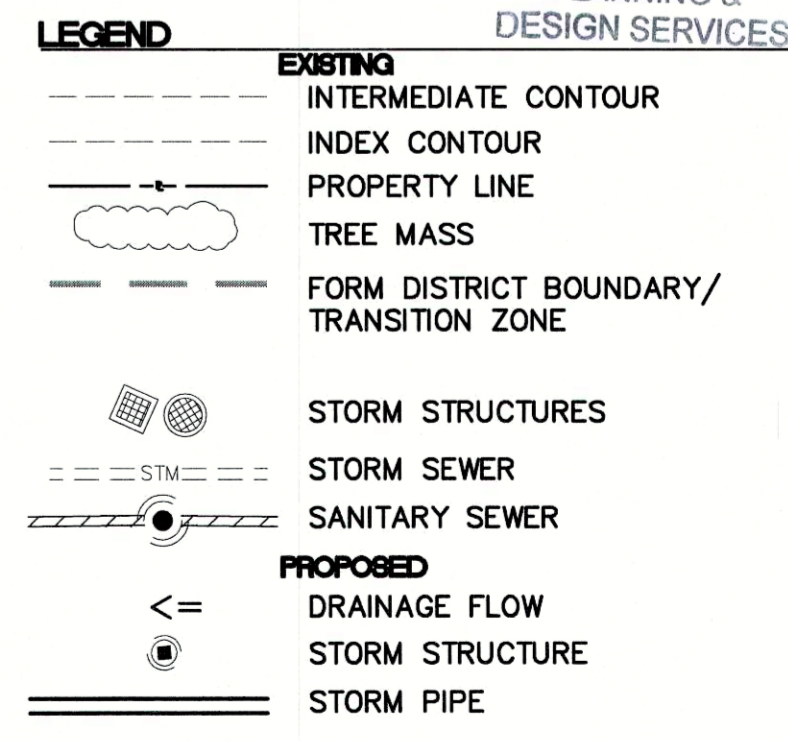 DESIGN SERVICES
LEGEND
EXISTING
INTERMEDIATE CONTOUR
INDEX CONTOUR
PROPERTY LINE
TREE MASS
FORM DISTRICT BOUNDARY/
TRANSITION ZONE
STORM STRUCTURES
STM STORM SEWER
SANITARY SEWER
PROPOSED
<= DRAINAGE FLOW
STORM STRUCTURE
STORM PIPE